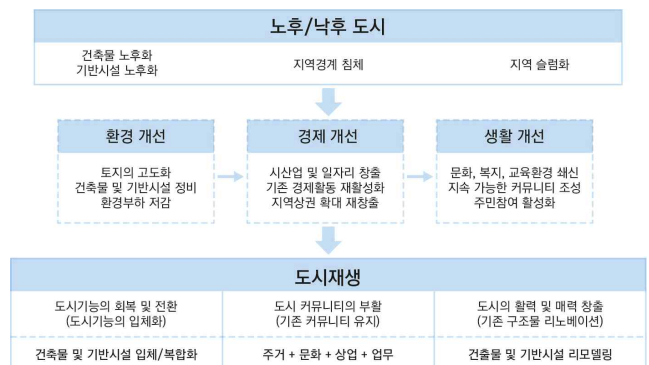 노후/낙후 도시
건축물 노후화
기반시설 노후화
지역경계 침체
지역 슬럼화
환경 개선
토지의 고도화
건축물 및 기반시설 정비
환경부하 저감
경제 개선
시산업 및 일자리 창출
기존 경제활동 재활성화
지역상권 확대 재창출
생활 개선
문화, 복지, 교육환경 쇄신
지속 가능한 커뮤니티 조성
주민참여 활성화
도시재생
도시기능의 회복 및 전환
(도시기능의 입체화)
도시 커뮤니티의 부활
(기존 커뮤니티 유지)
도시의 활력 및 매력 창출
(기존 구조물 리노베이션)
건축물 및 기반시설 입체/복합화
주거 + 문화 + 상업 + 업무
건출물 및 기반시설 리모델링